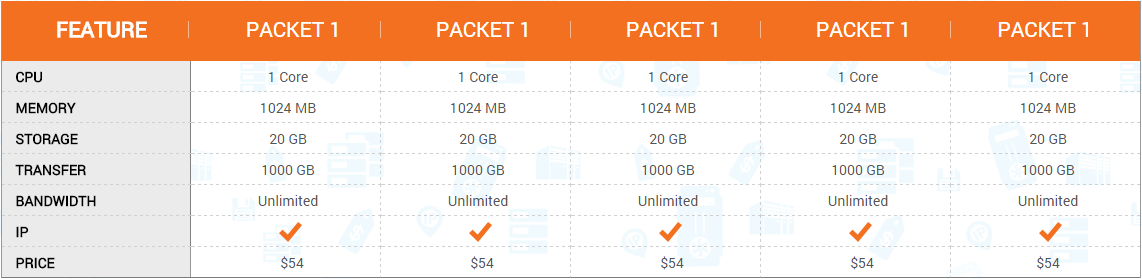 FEATURE PACKET 1 PACKET 1 PACKET 1 PACKET 1 PACKET 1
CPU 1 Core 1 Core 1 Core 1 Core 1 Core
MEMORY 1024 MB 1024 MB 1024 MB 1024 MB 1024 MB
STORAGE 20 GB 20 GB 20 GB 20 GB 20 GB
TRANSFER 1000 GB 1000 GB 1000 GB 1000 GB 1000 GB
BANDWIDTH Unlimited Unlimited Unlimited Unlimited Unlimited
IP
PRICE $54 $54 $54 $54 $54